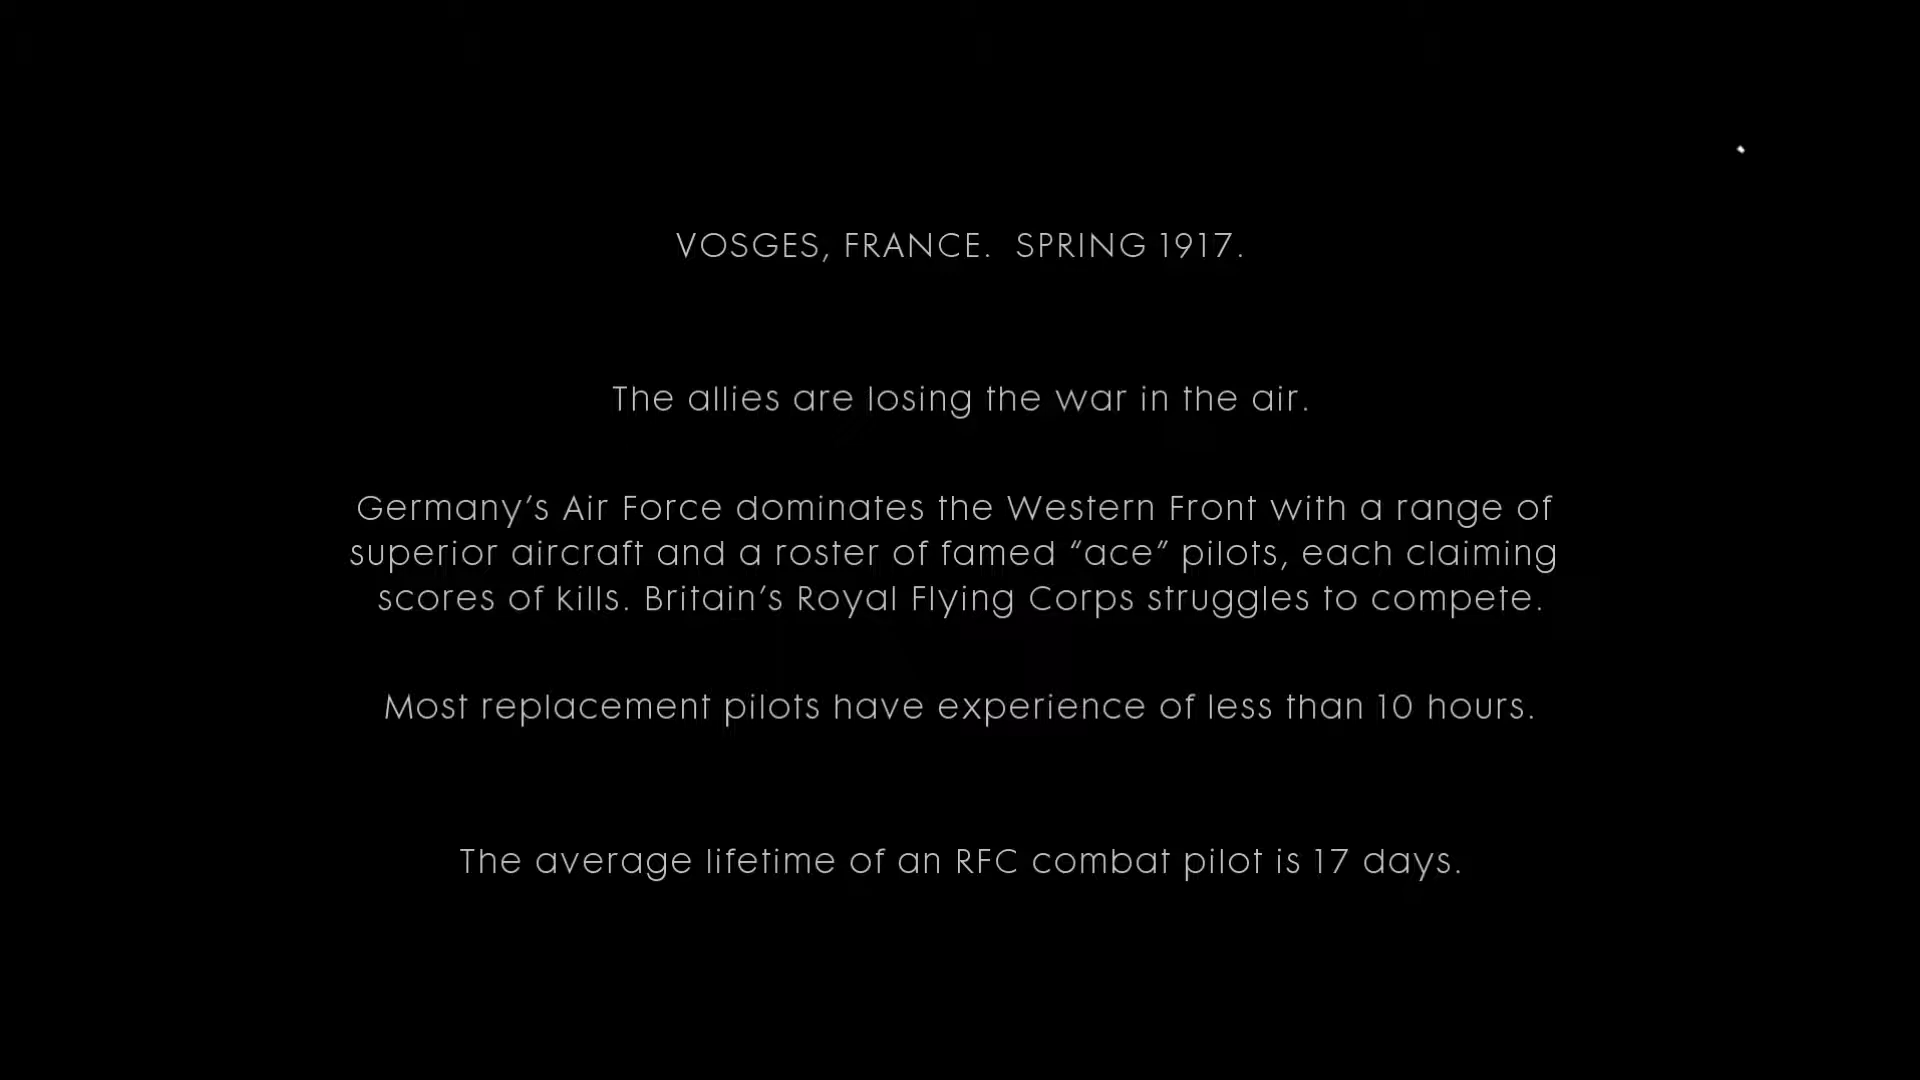 VOSGES, FRANCE.  SPRING 1917.
The allies are losing the war in the air.
Germany’s Air Force dominates the Western Front with a range of
superior aircraft and a roster of famed “ace” pilots, each claiming
scores of kills. Britain’s Royal Flying Corps struggles to compete.
Most replacement pilots have experience of less than 10 hours.
The average lifetime of an RFC combat pilot is 17 days.